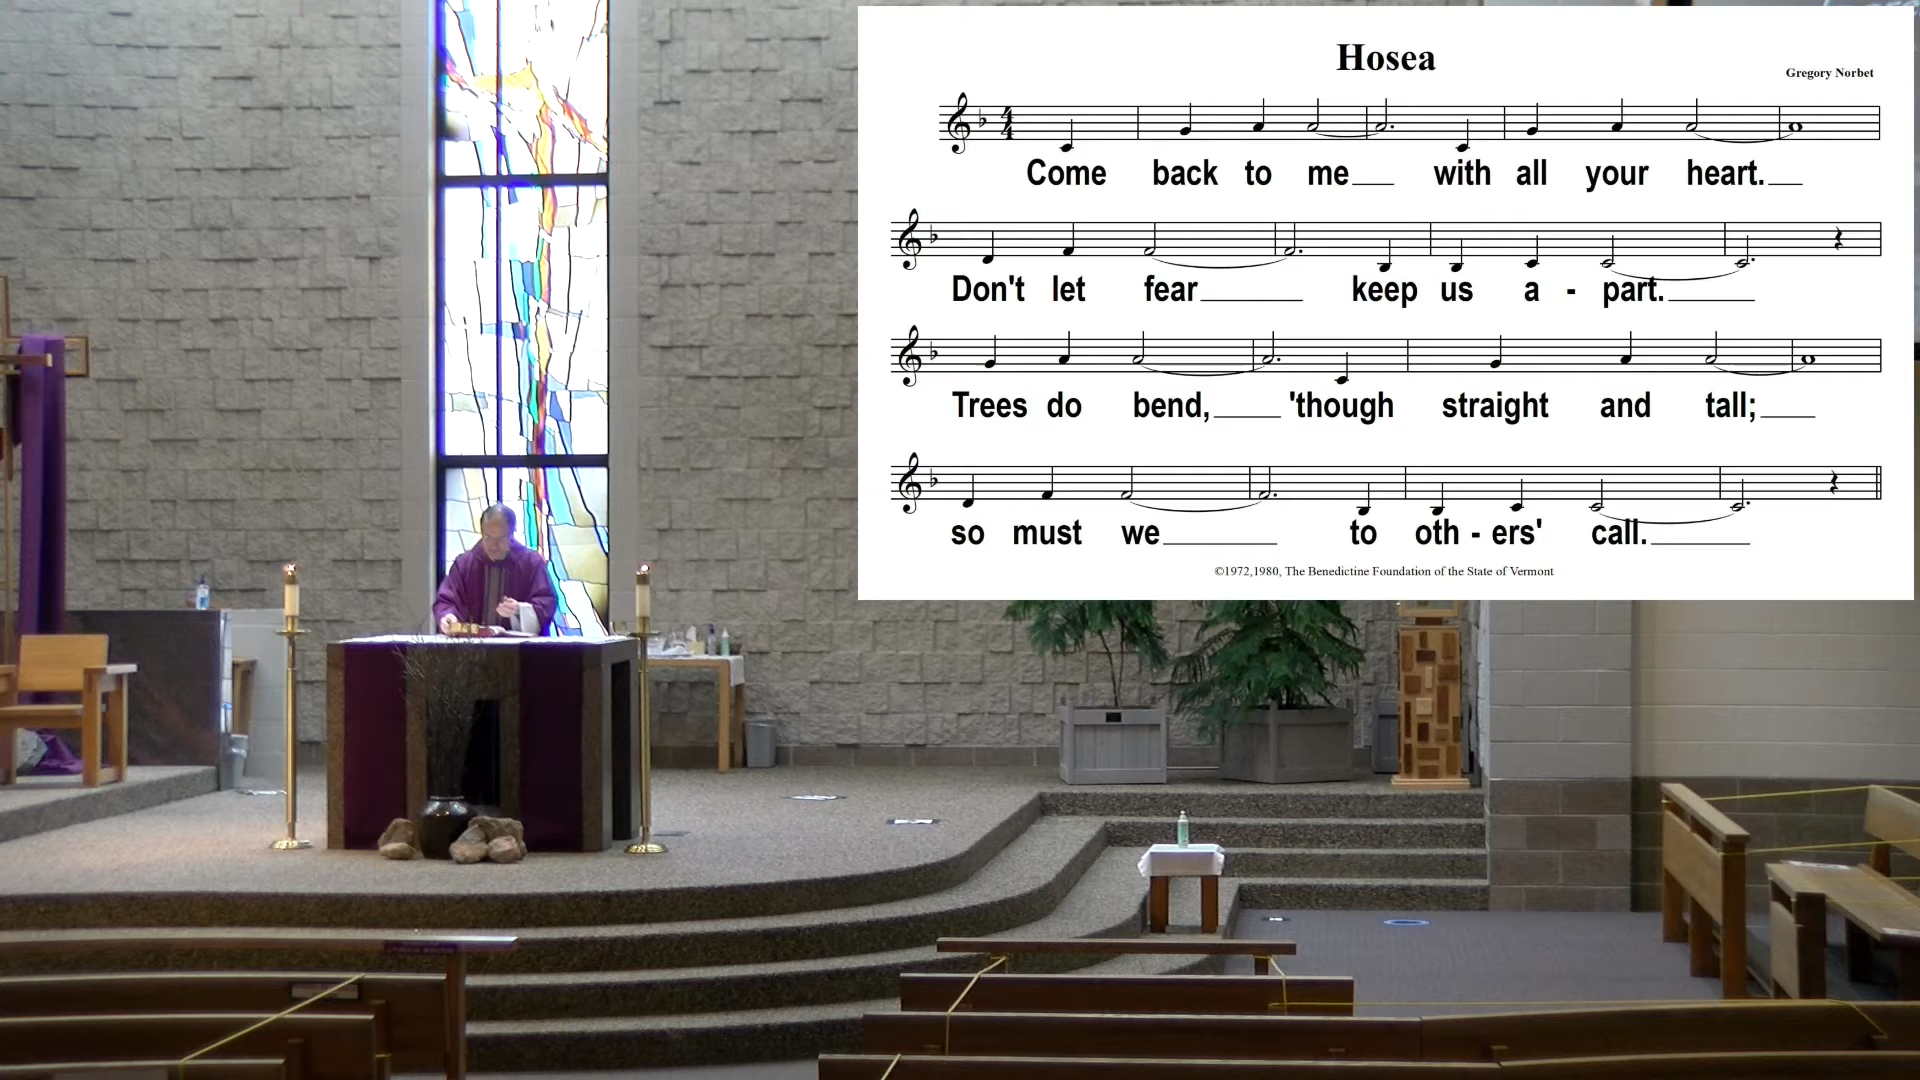 Hosea
Gregory Norbet
Come back to me with all your heart.
Don't let fear keep us a - part.
Trees do bend, 'though straight and tall;
so must we to oth - ers' call.
©1972,1980, The Benedictine Foundation of the State of Vermont